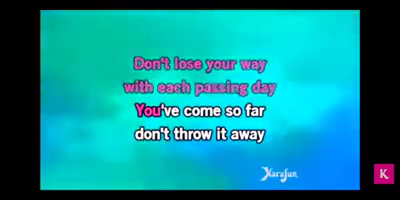 Don't lose your way
with each passing day
You've come so far
don't throw it away
KaraFun
K